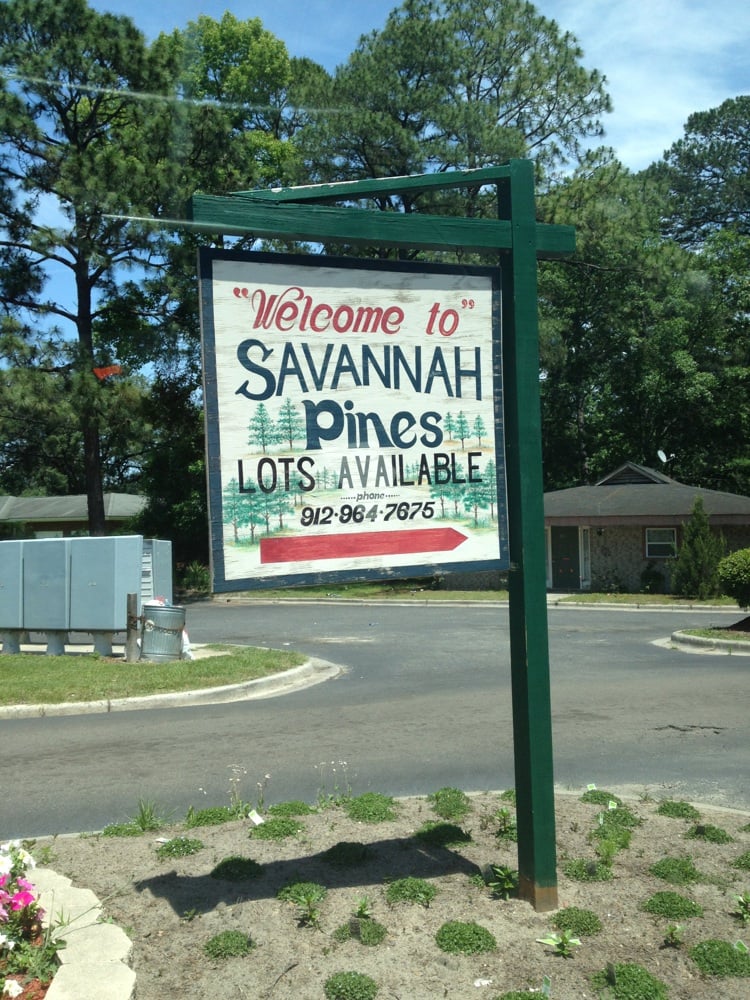 “Welcome to”
SAVANNAH
Pines
LOTS AVAILABLE
......phone......
912•964•7675